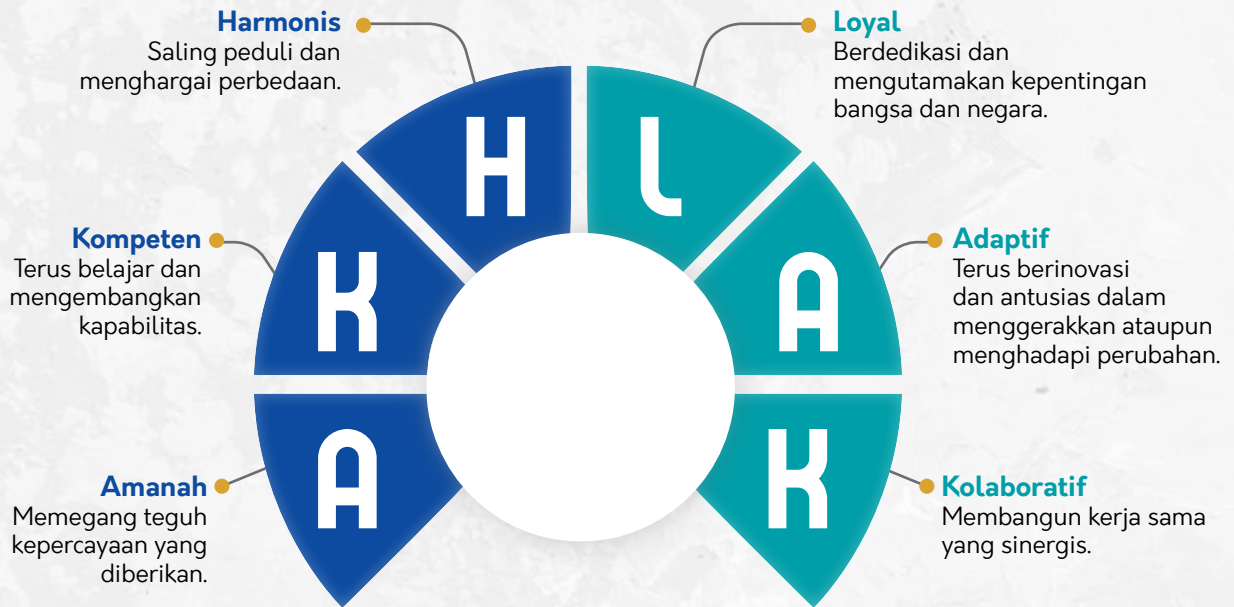 Harmonis
Saling peduli dan
menghargai perbedaan.
Loyal
Berdedikasi dan
mengutamakan kepentingan
bangsa dan negara.
H
L
Kompeten
Terus belajar dan
mengembangkan
kapabilitas.
K
A
Adaptif
Terus berinovasi
dan antusias dalam
menggerakkan ataupun
menghadapi perubahan.
Amanah
Memegang teguh
kepercayaan yang
diberikan.
A
K
Kolaboratif
Membangun kerja sama
yang sinergis.